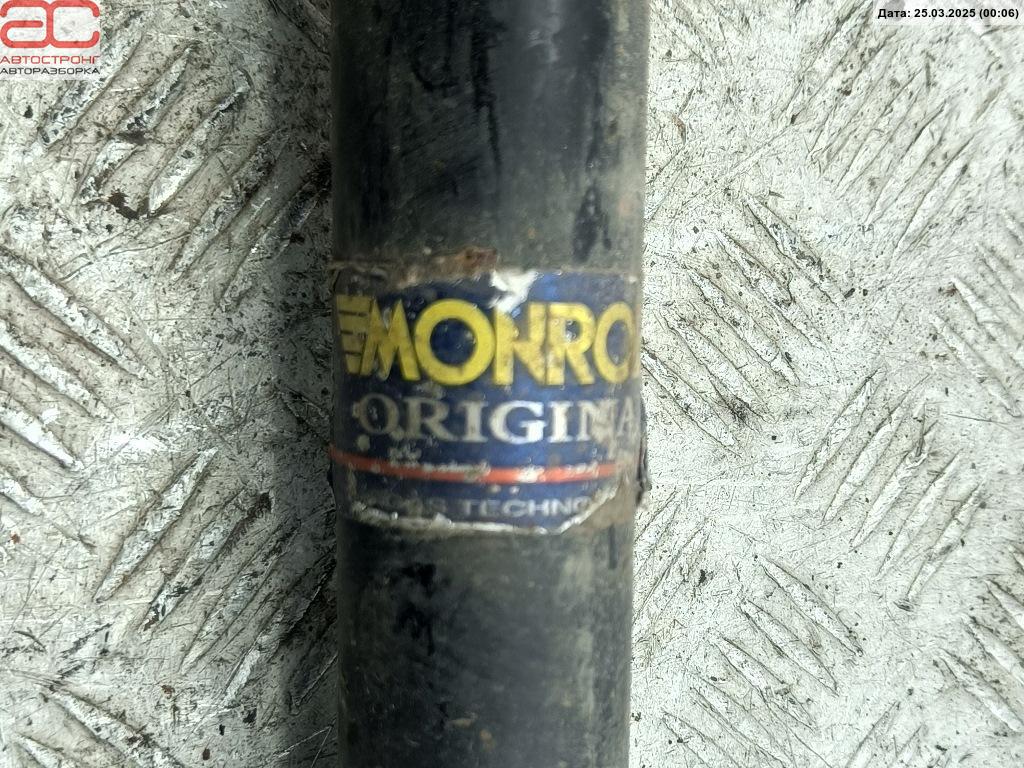 ас
АВТОСТРОНГ
АВТОРАЗБОРКА
Дата: 25.03.2025 (00:06)
MONRO
ORIGINA
TECHNO